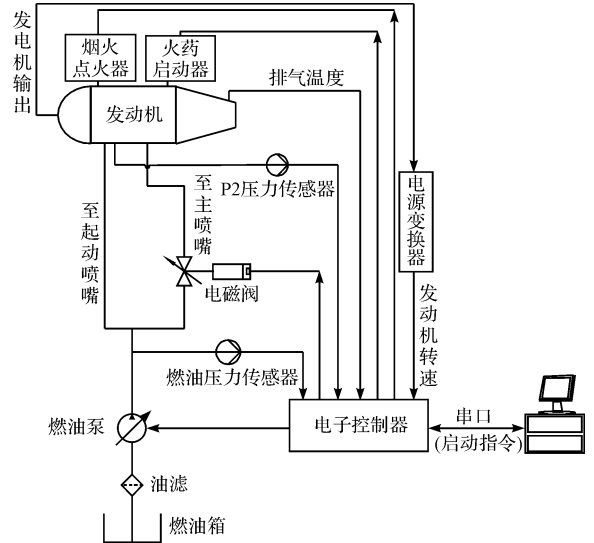 发电机输出
烟火
点火器
火药
启动器
发动机
排气温度
P2压力传感器
至主喷嘴
至起动喷嘴
电源变换器
电磁阀
发动机转速
燃油压力传感器
燃油泵
电子控制器
串口
(启动指令)
油滤
燃油箱